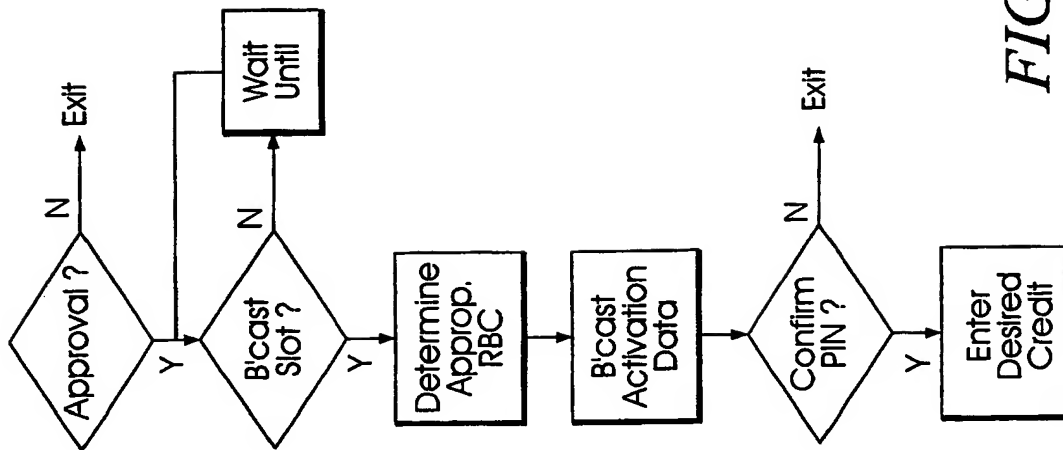 Approval ?
N
Exit
Y
Wait
Until
B'cast
Slot ?
N
Y
Determine
Approp.
RBC
B'cast
Activation
Data
Confirm
PIN ?
N
Exit
Y
Enter
Desired
Credit
FIG